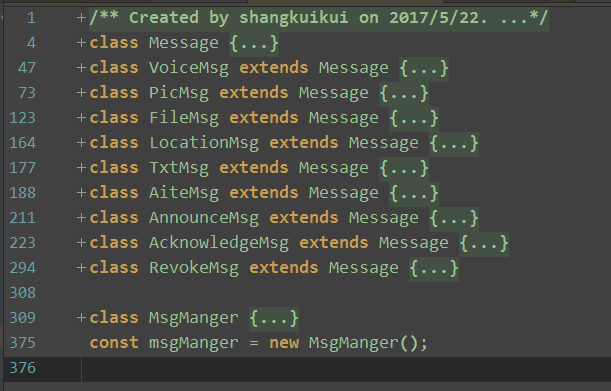 1 +/** Created by shangkuikui on 2017/5/22. ...*/
4 +class Message {...}
47 +class VoiceMsg extends Message {...}
73 +class PicMsg extends Message {...}
123 +class FileMsg extends Message {...}
164 +class LocationMsg extends Message {...}
177 +class TxtMsg extends Message {...}
188 +class AiteMsg extends Message {...}
211 +class AnnounceMsg extends Message {...}
223 +class AcknowledgeMsg extends Message {...}
294 +class RevokeMsg extends Message {...}
308
309 +class MsgManger {...}
375 const msgManger = new MsgManger();
376